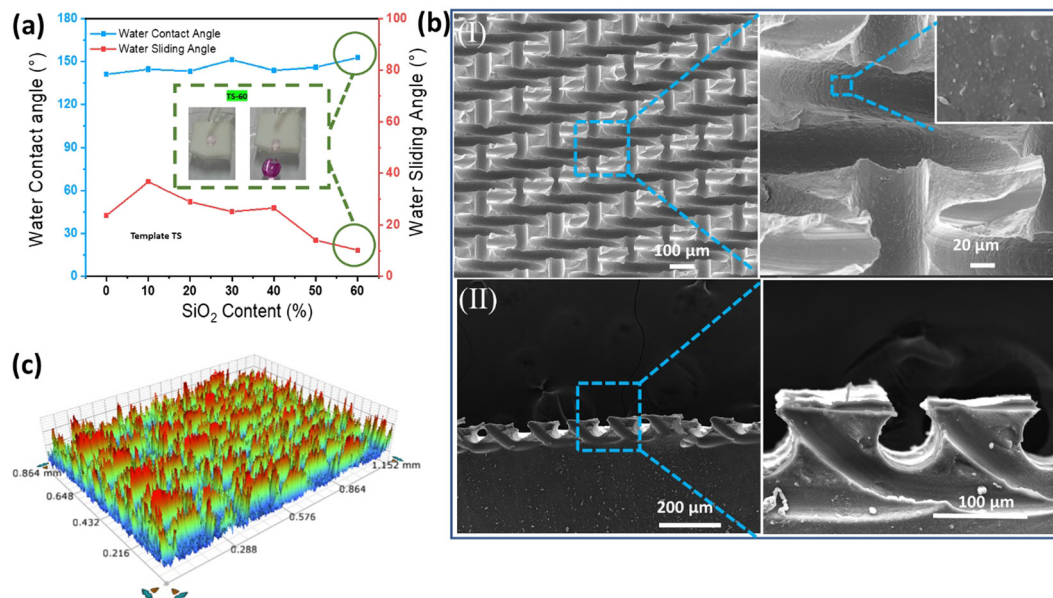 (a)
180
150
120
90
60
30
0
Water Contact angle (°)
Water Contact Angle
Water Sliding Angle
TS-60
Template TS
0 10 20 30 40 50 60
SiO2 Content (%)
100
80
60
40
20
0
Water Sliding Angle (°)
(b)
(I)
100 µm
20 µm
(II)
200 µm
100 µm
(c)
0.864 mm
0.648
0.432
0.216
1.152 mm
0.864
0.576
0.288